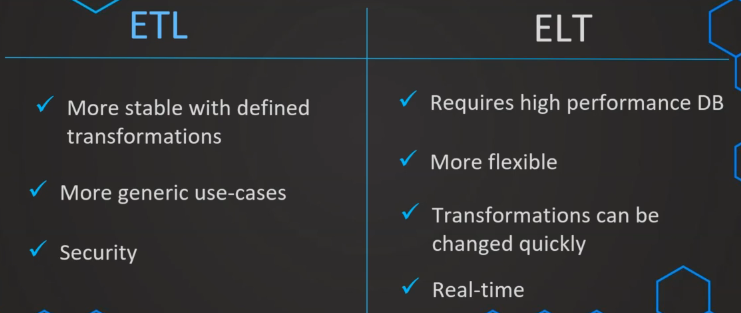 ETL
More stable with defined
transformations
More generic use-cases
Security
ELT
Requires high performance DB
More flexible
Transformations can be
changed quickly
Real-time